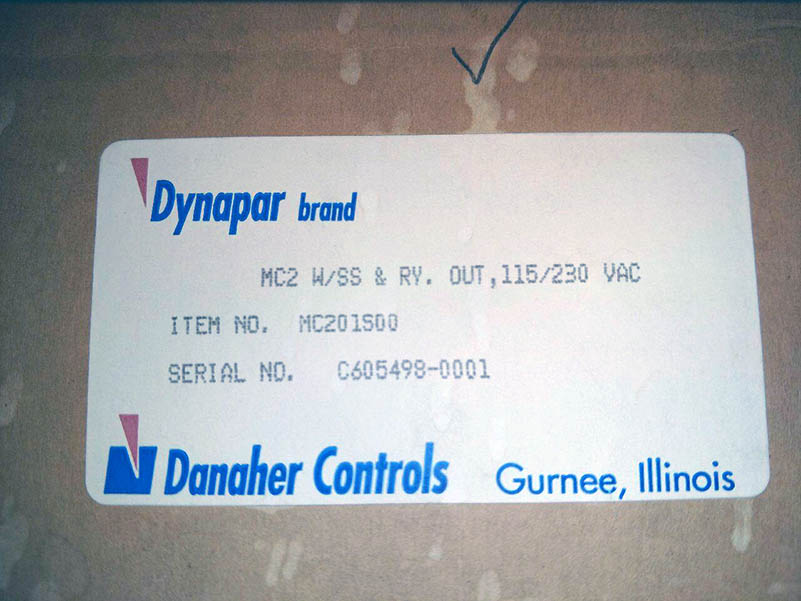 Dynapar brand
MC2 W/SS & RY. OUT,115/230 VAC
ITEM NO. MC201S00
SERIAL NO. C605498-0001
Danaher Controls Gurnee, Illinois